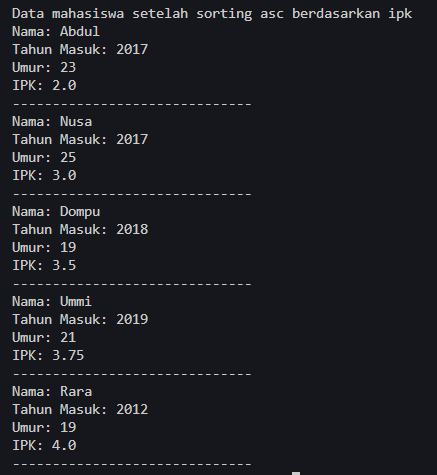 Data mahasiswa setelah sorting asc berdasarkan ipk
Nama: Abdul
Tahun Masuk: 2017
Umur: 23
IPK: 2.0
------------------------------
Nama: Nusa
Tahun Masuk: 2017
Umur: 25
IPK: 3.0
------------------------------
Nama: Dompu
Tahun Masuk: 2018
Umur: 19
IPK: 3.5
------------------------------
Nama: Ummi
Tahun Masuk: 2019
Umur: 21
IPK: 3.75
------------------------------
Nama: Rara
Tahun Masuk: 2012
Umur: 19
IPK: 4.0
------------------------------